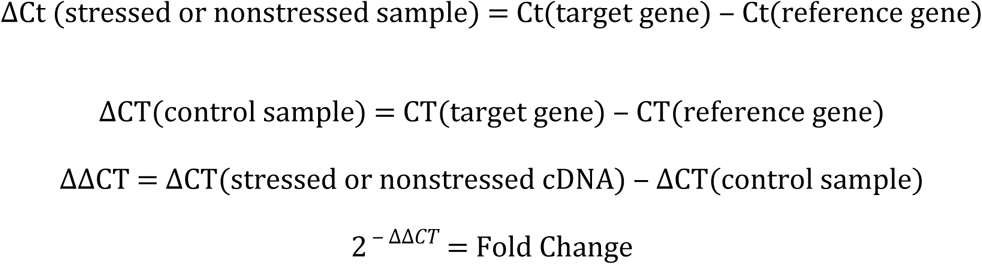 ΔCt (stressed or nonstressed sample) = Ct(target gene) – Ct(reference gene)
ΔCT(control sample) = CT(target gene) – CT(reference gene)
ΔΔCT = ΔCT(stressed or nonstressed cDNA) – ΔCT(control sample)
2^{– ΔΔCT} = Fold Change